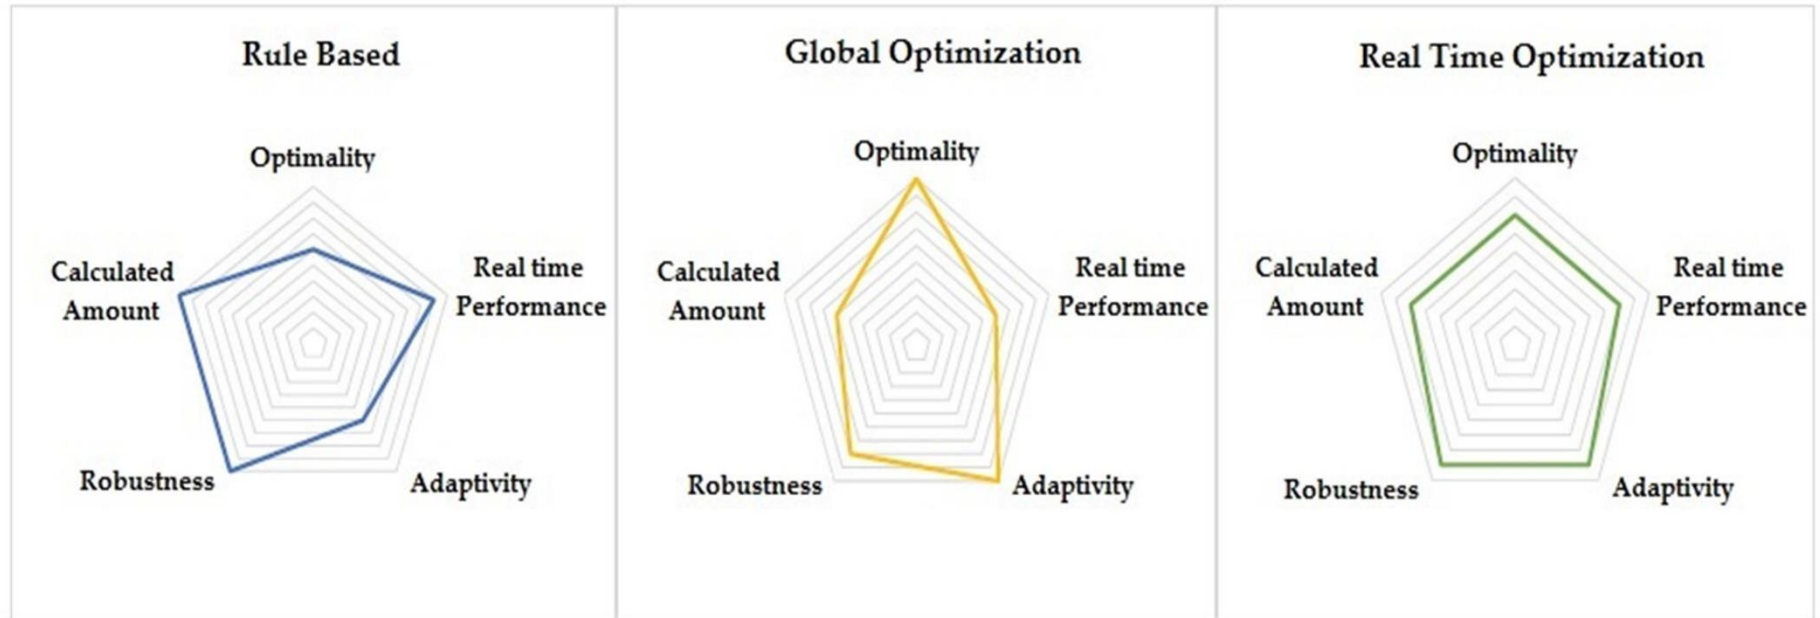 Rule Based
Optimality
Calculated
Amount
Real time
Performance
Robustness
Adaptivity
Global Optimization
Optimality
Calculated
Amount
Real time
Performance
Robustness
Adaptivity
Real Time Optimization
Optimality
Calculated
Amount
Real time
Performance
Robustness
Adaptivity